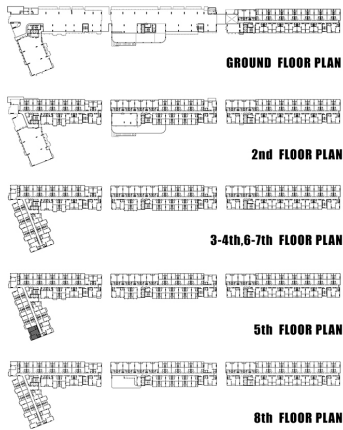 GROUND FLOOR PLAN
2nd FLOOR PLAN
3-4th,6-7th FLOOR PLAN
5th FLOOR PLAN
8th FLOOR PLAN